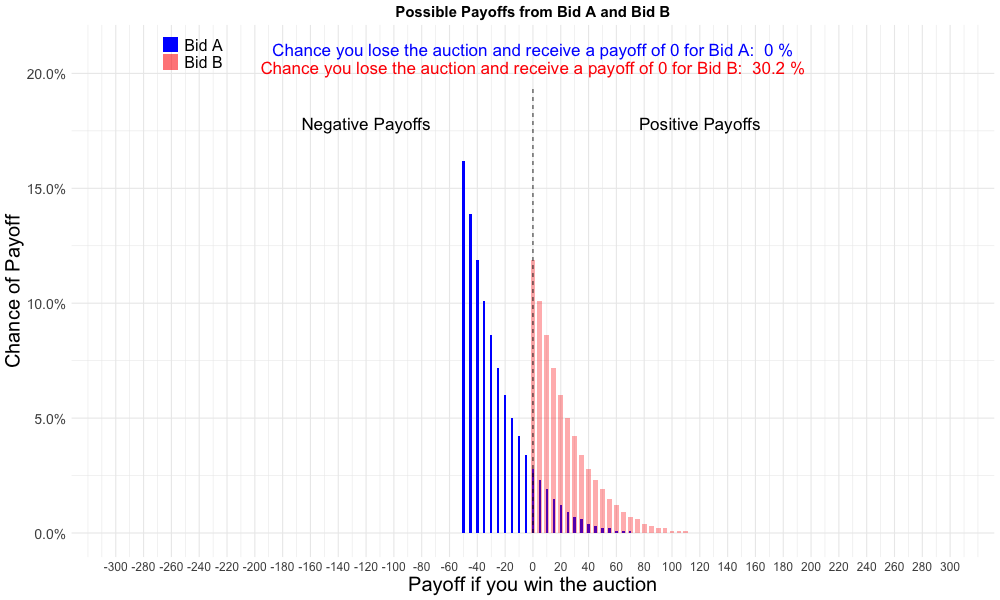 Possible Payoffs from Bid A and Bid B
Bid A
Bid B
Chance you lose the auction and receive a payoff of 0 for Bid A:  0 %
Chance you lose the auction and receive a payoff of 0 for Bid B:  30.2 %
Negative Payoffs
Positive Payoffs
Chance of Payoff
20.0%
15.0%
10.0%
5.0%
0.0%
-300 -280 -260 -240 -220 -200 -180 -160 -140 -120 -100 -80 -60 -40 -20 0 20 40 60 80 100 120 140 160 180 200 220 240 260 280 300
Payoff if you win the auction